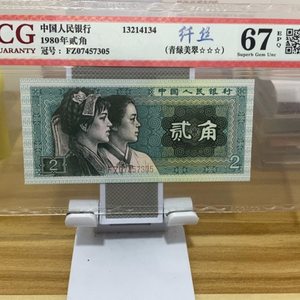 CG
UARANTY
中国人民银行
1980年贰角
冠号： FZ07457305
13214134
纤丝
（青绿美翠☆☆☆）
67 EPQ
Superb Gem Unc
中国人民银行
贰角
2
2
FZ07457305